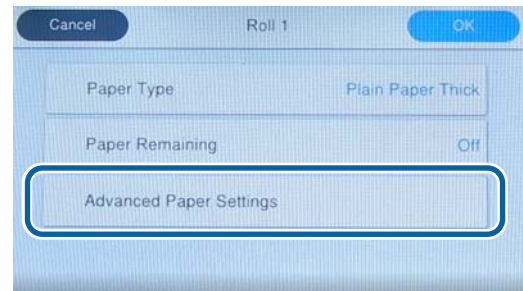 Cancel Roll 1 OK
Paper Type Plain Paper Thick
Paper Remaining Off
Advanced Paper Settings